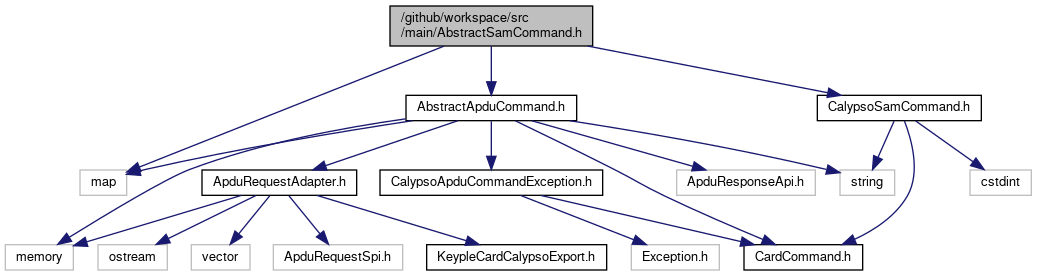 /github/workspace/src
/main/AbstractSamCommand.h
AbstractApduCommand.h
CalypsoSamCommand.h
map
ApduRequestAdapter.h
CalypsoApduCommandException.h
ApduResponseApi.h
string
cstdint
memory
ostream
vector
ApduRequestSpi.h
KeypleCardCalypsoExport.h
Exception.h
CardCommand.h